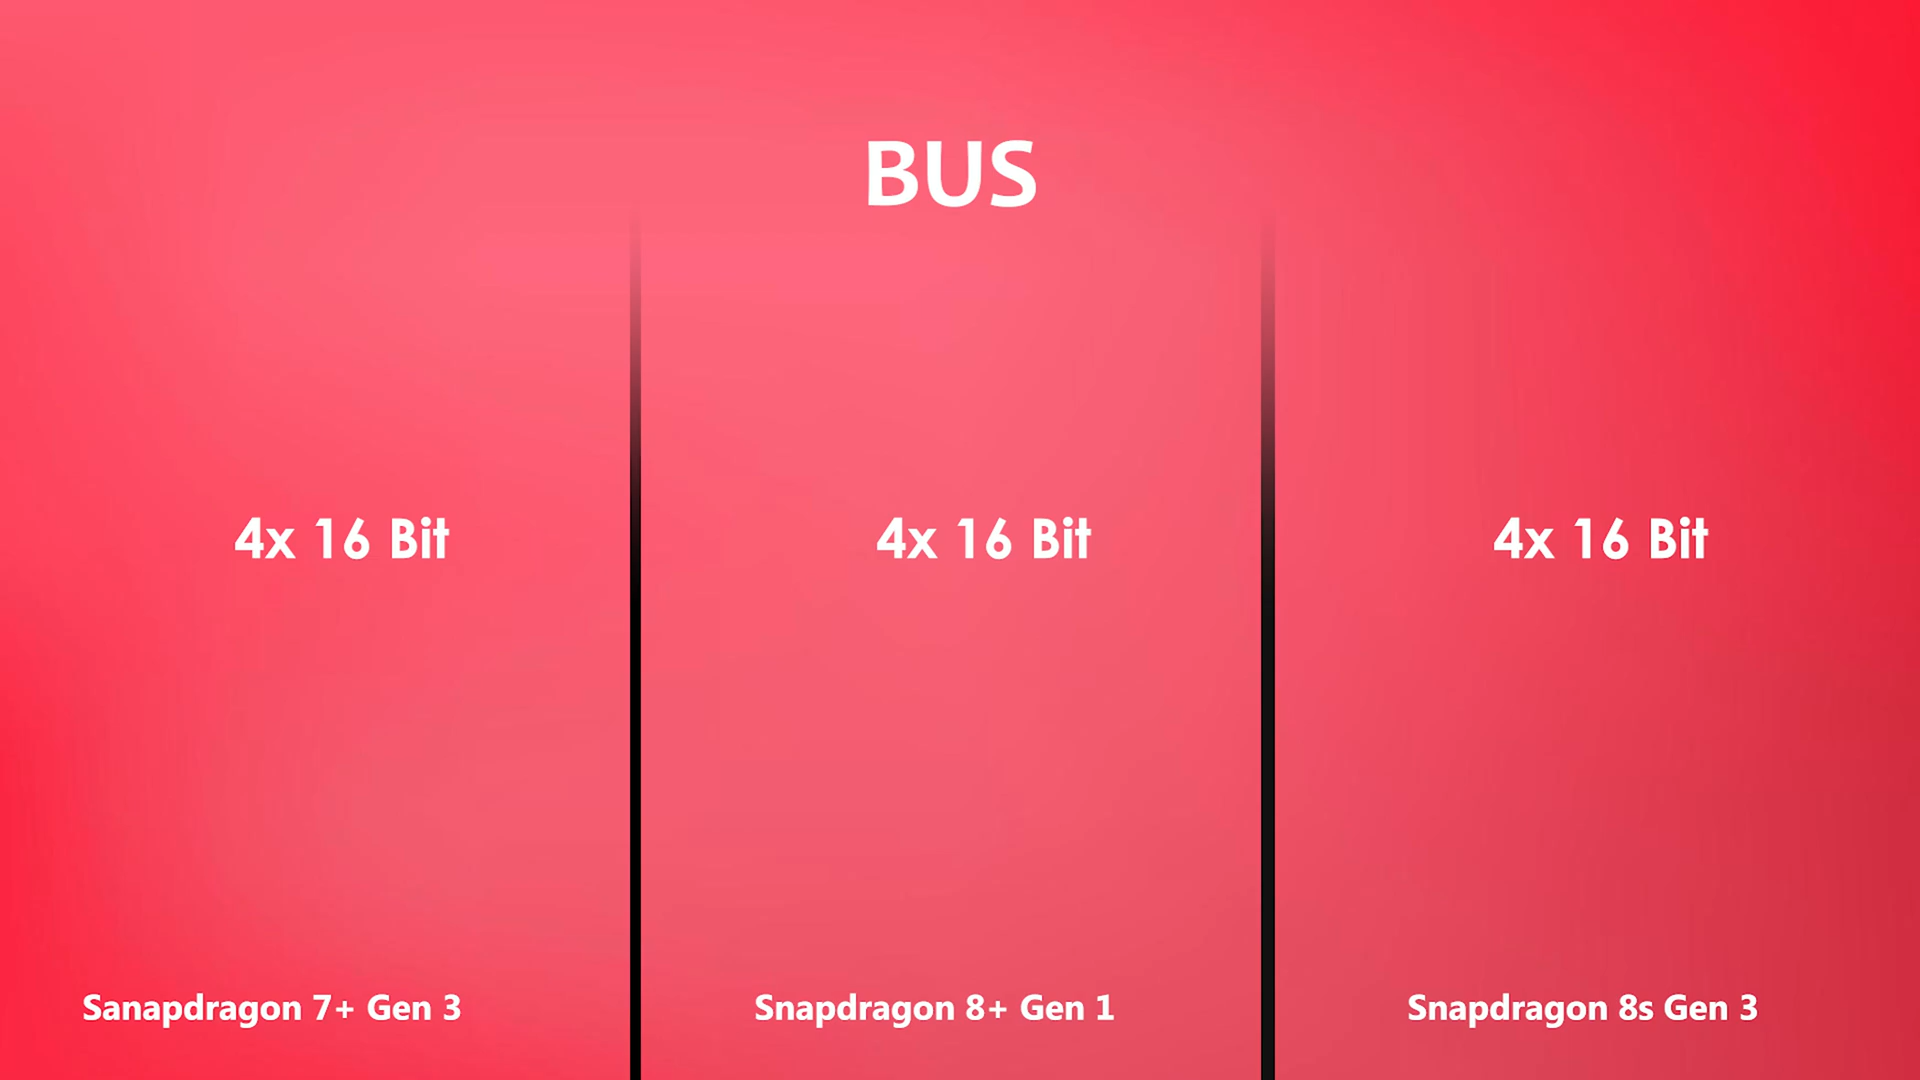 BUS
4x 16 Bit
4x 16 Bit
4x 16 Bit
Sanapdragon 7+ Gen 3
Snapdragon 8+ Gen 1
Snapdragon 8s Gen 3